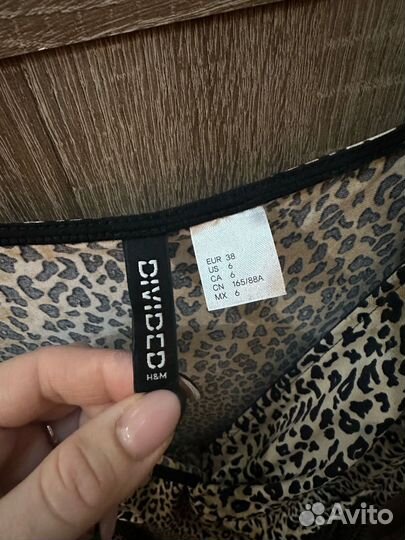 DIVIDED
H&M
EUR 38
US 6
CA 6
CN 165/88A
MX 6
Avito